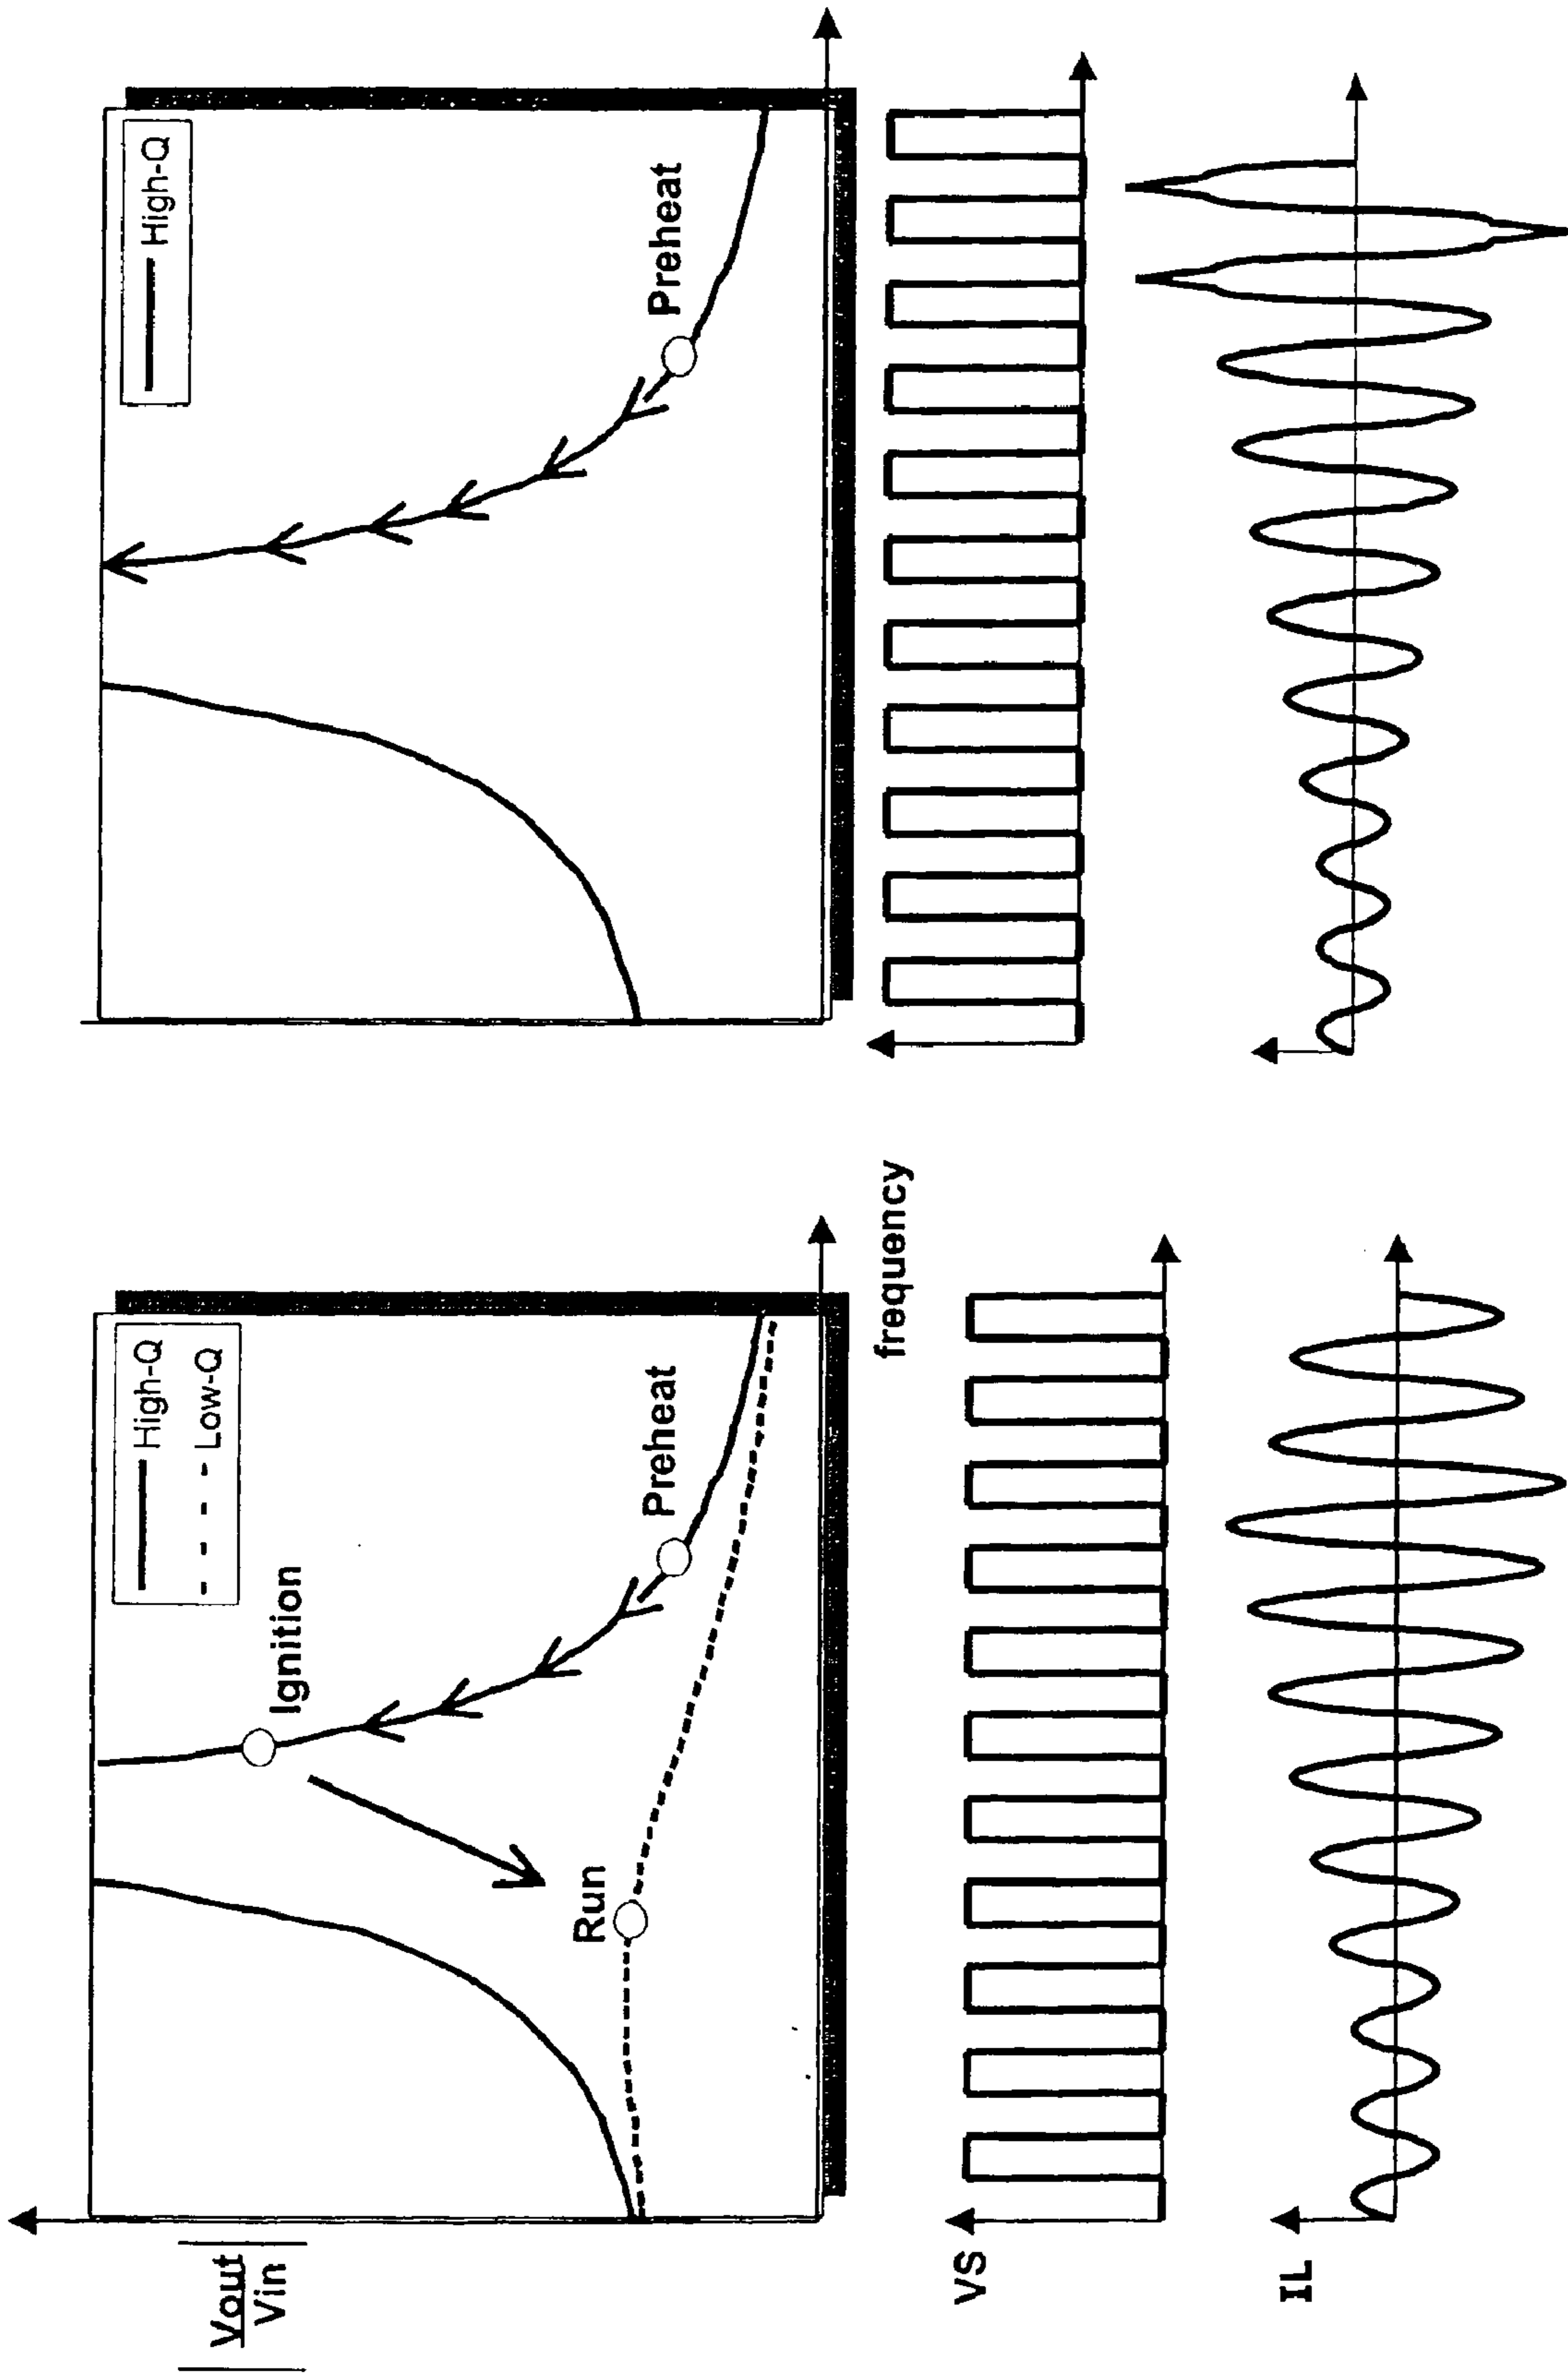 |Vout
Vin|
High-Q
Low-Q
Ignition
Preheat
Run
frequency
VS
IL
High-Q
Preheat